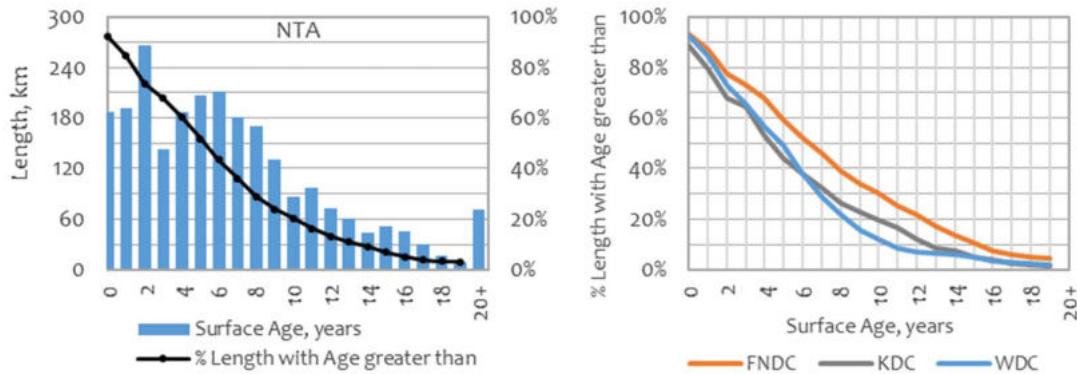 NTA
Length, km
300
240
180
120
60
0
100%
80%
60%
40%
20%
0%
0 2 4 6 8 10 12 14 16 18 20+
Surface Age, years
% Length with Age greater than
% Length with Age greater than
100%
80%
60%
40%
20%
0%
0 2 4 6 8 10 12 14 16 18 20+
Surface Age, years
FNDC KDC WDC